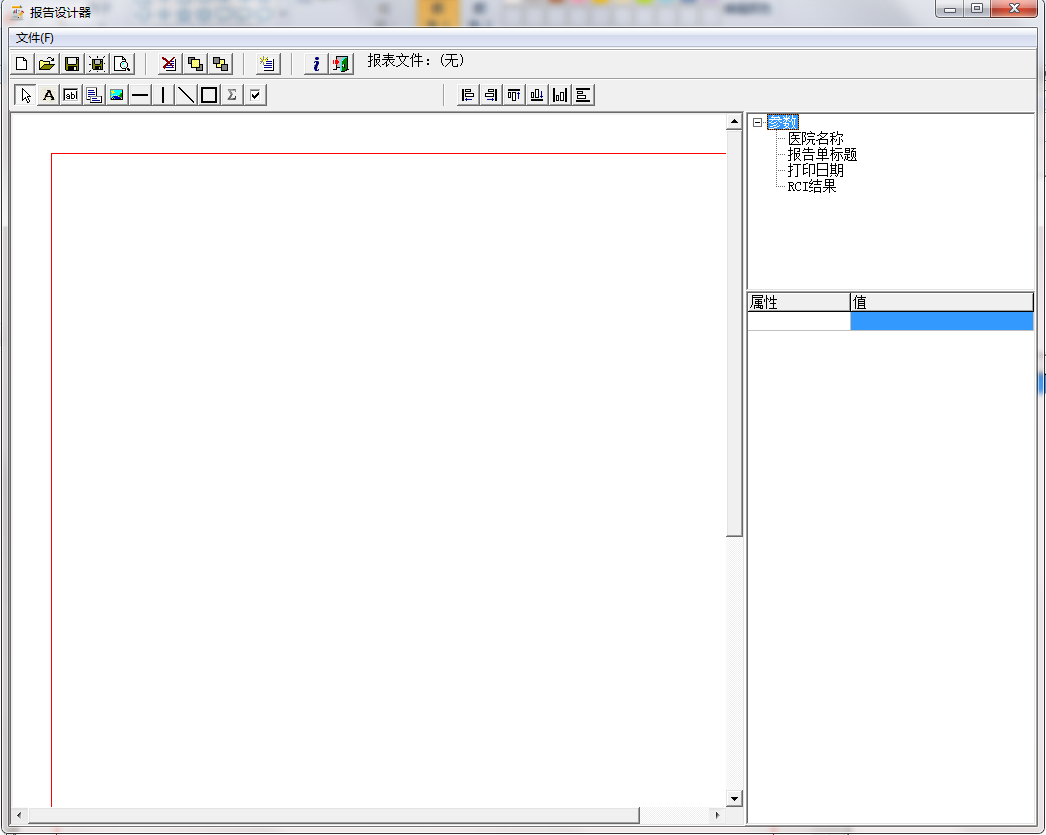 报告设计器
文件(F)
报表文件：(无)
A
ab
Σ
参数
医院名称
报告单标题
打印日期
RCI结果
属性 值